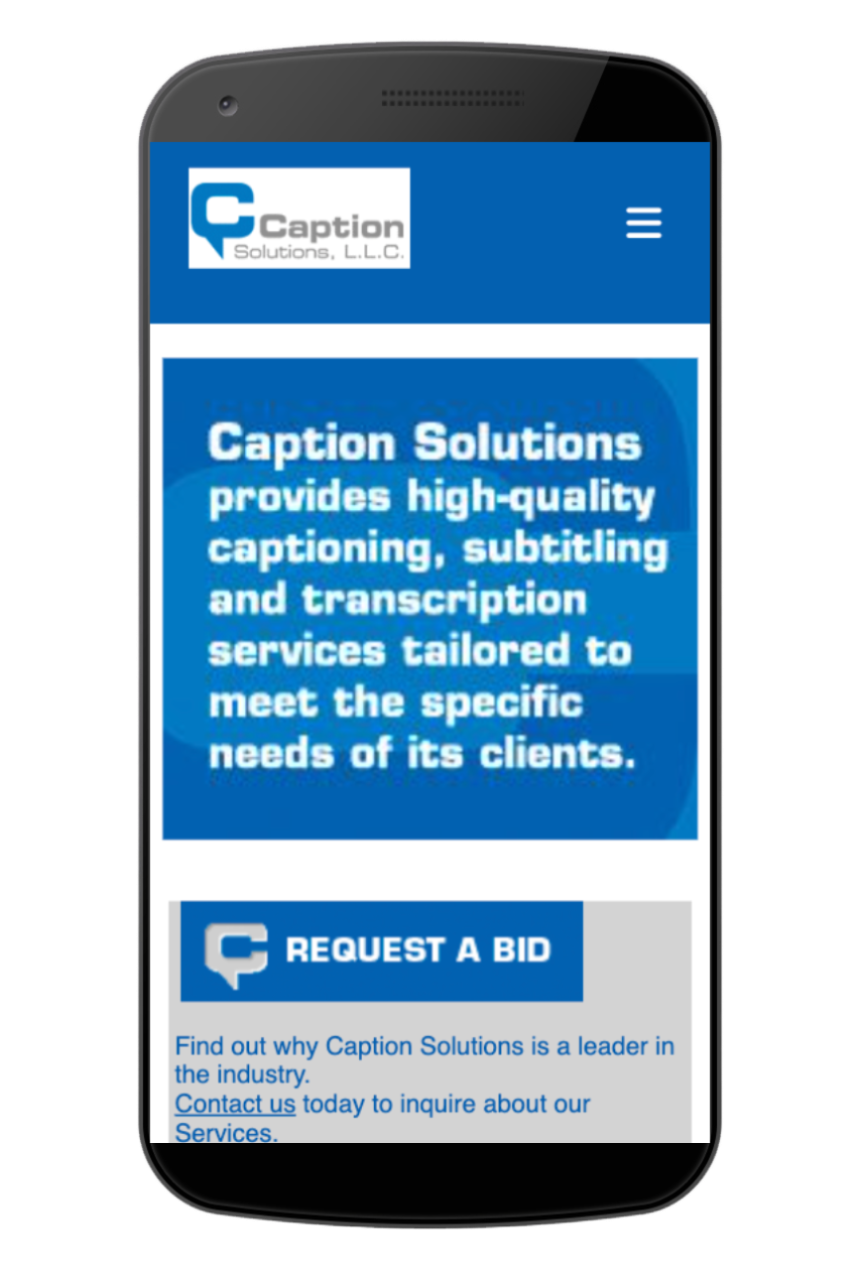 Caption
Solutions, L.L.C.
Caption Solutions
provides high-quality
captioning, subtitling
and transcription
services tailored to
meet the specific
needs of its clients.
REQUEST A BID
Find out why Caption Solutions is a leader in
the industry.
Contact us today to inquire about our
Services.